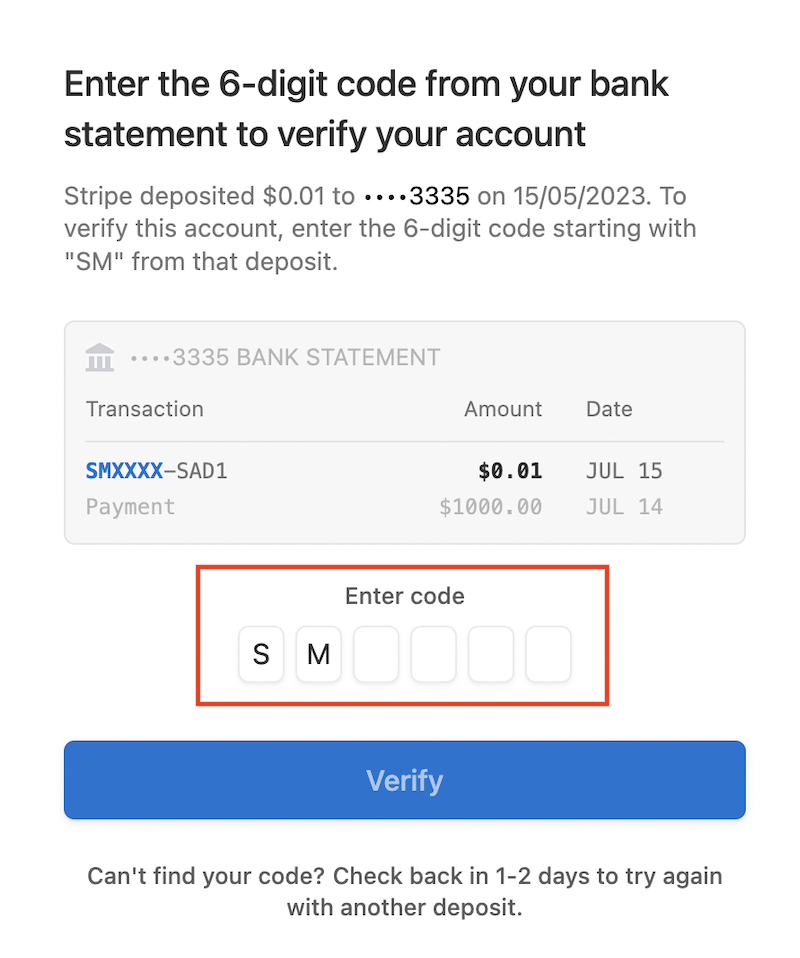 Enter the 6-digit code from your bank
statement to verify your account
Stripe deposited $0.01 to ••••3335 on 15/05/2023. To
verify this account, enter the 6-digit code starting with
"SM" from that deposit.
••••3335 BANK STATEMENT
Transaction Amount Date
SMXXXX–SAD1 $0.01 JUL 15
Payment $1000.00 JUL 14
Enter code
S M
Verify
Can't find your code? Check back in 1-2 days to try again
with another deposit.